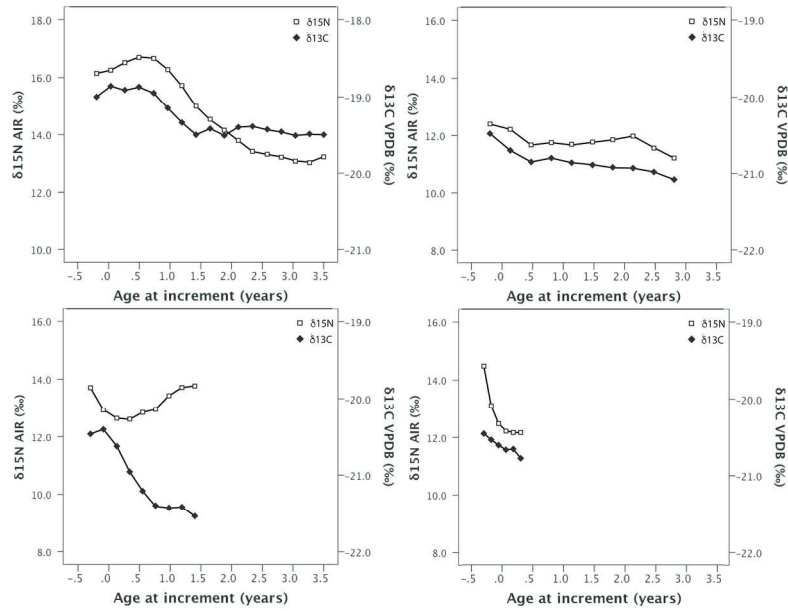 18.0
16.0
14.0
12.0
10.0
δ15N AIR (‰)
δ15N
δ13C
–18.0
–19.0
–20.0
–21.0
δ13C VPDB (‰)
–.5 .0 .5 1.0 1.5 2.0 2.5 3.0 3.5
Age at increment (years)
16.0
14.0
12.0
10.0
8.0
δ15N AIR (‰)
δ15N
δ13C
–19.0
–20.0
–21.0
–22.0
δ13C VPDB (‰)
–.5 .0 .5 1.0 1.5 2.0 2.5 3.0 3.5
Age at increment (years)
16.0
14.0
12.0
10.0
8.0
δ15N AIR (‰)
δ15N
δ13C
–19.0
–20.0
–21.0
–22.0
δ13C VPDB (‰)
–.5 .0 .5 1.0 1.5 2.0 2.5 3.0 3.5
Age at increment (years)
16.0
14.0
12.0
10.0
8.0
δ15N AIR (‰)
δ15N
δ13C
–19.0
–20.0
–21.0
–22.0
δ13C VPDB (‰)
–.5 .0 .5 1.0 1.5 2.0 2.5 3.0 3.5
Age at increment (years)